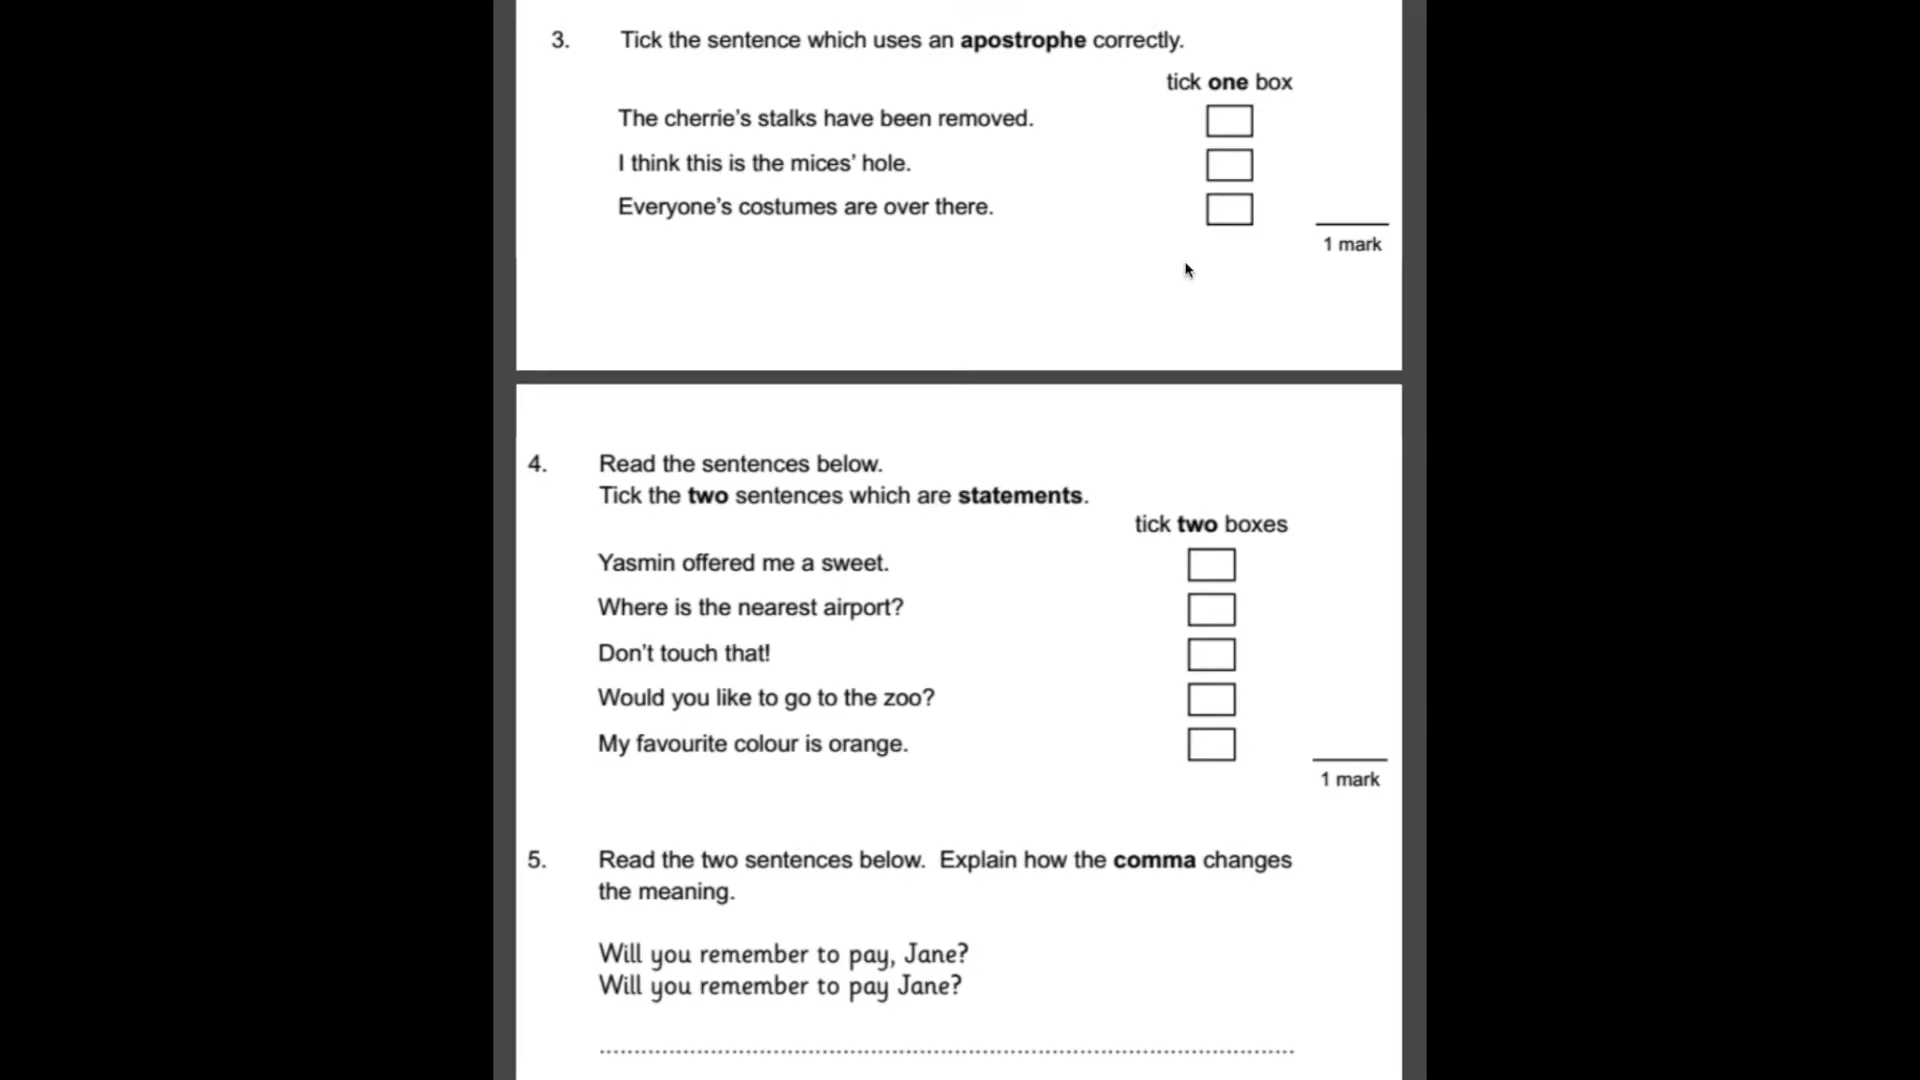 3. Tick the sentence which uses an apostrophe correctly.
tick one box
The cherrie’s stalks have been removed.
I think this is the mices’ hole.
Everyone’s costumes are over there.
1 mark
4. Read the sentences below.
Tick the two sentences which are statements.
tick two boxes
Yasmin offered me a sweet.
Where is the nearest airport?
Don’t touch that!
Would you like to go to the zoo?
My favourite colour is orange.
1 mark
5. Read the two sentences below. Explain how the comma changes
the meaning.
Will you remember to pay, Jane?
Will you remember to pay Jane?